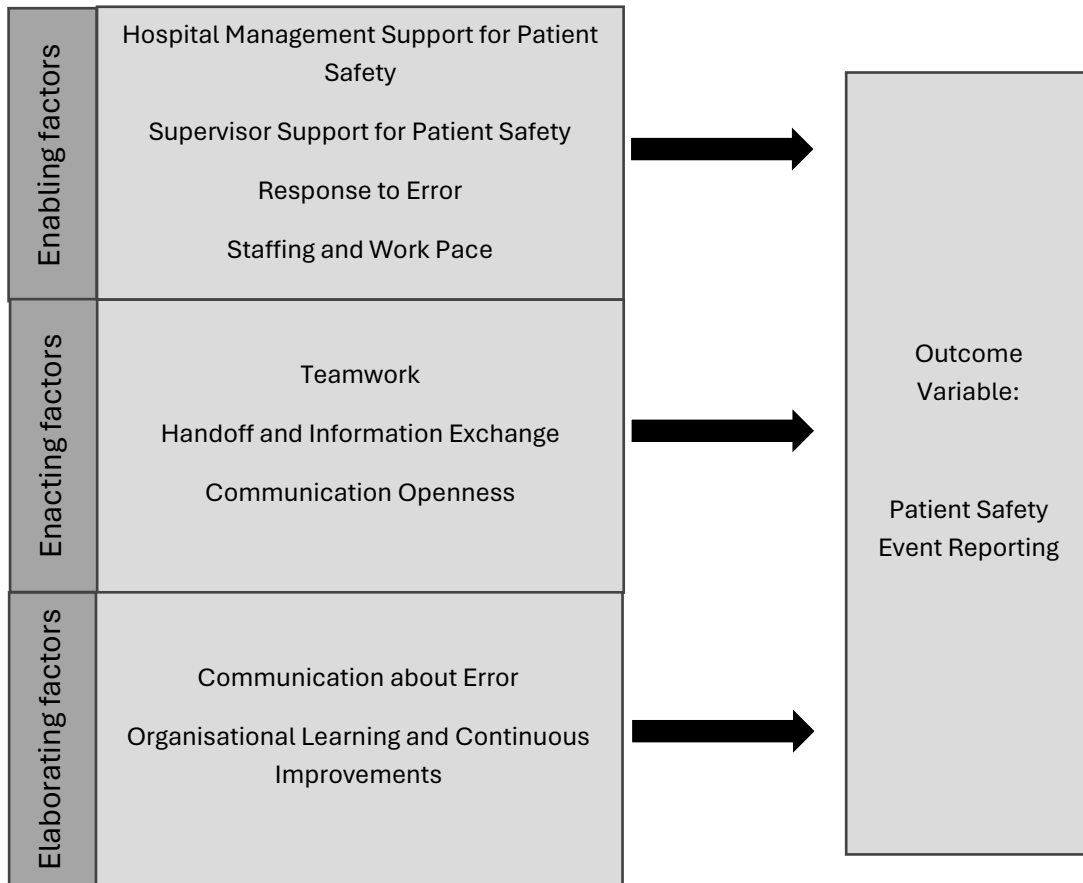 Enabling factors
Hospital Management Support for Patient
Safety
Supervisor Support for Patient Safety
Response to Error
Staffing and Work Pace
Enacting factors
Teamwork
Handoff and Information Exchange
Communication Openness
Elaborating factors
Communication about Error
Organisational Learning and Continuous
Improvements
Outcome
Variable:
Patient Safety
Event Reporting